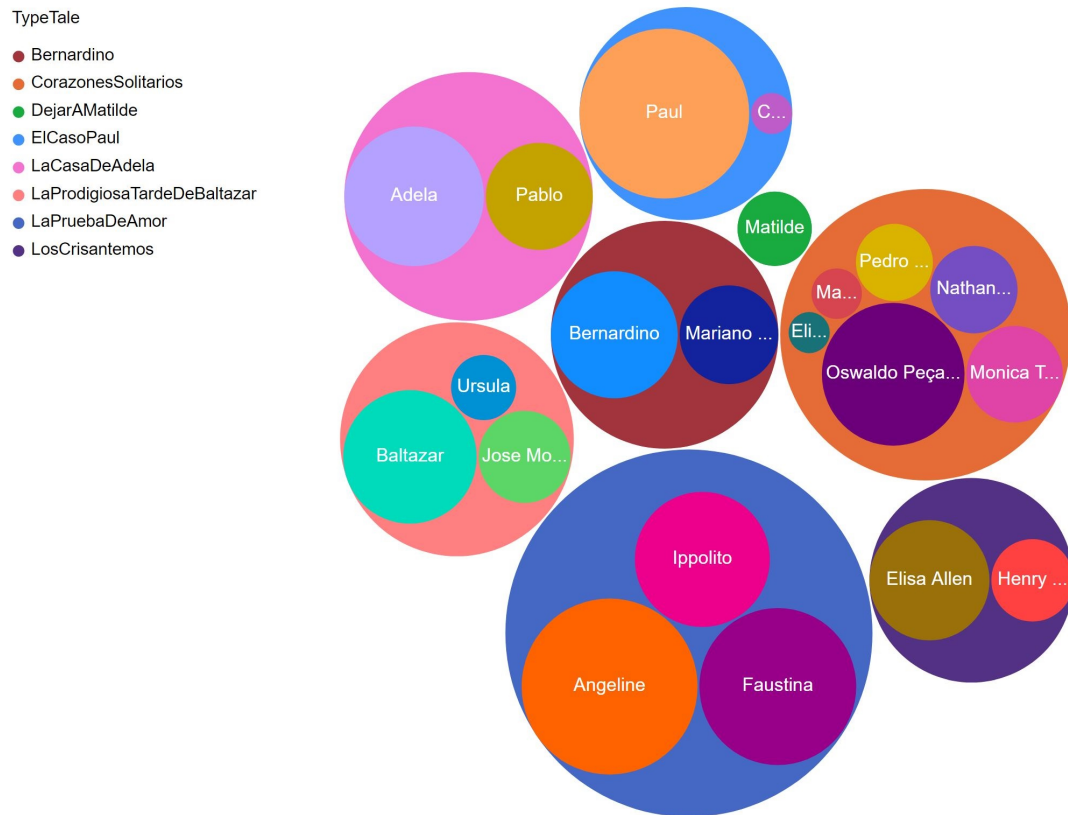 TypeTale
Bernardino
CorazonesSolitarios
DejarAMatilde
ElCasoPaul
LaCasaDeAdela
LaProdigiosaTardeDeBaltazar
LaPruebaDeAmor
LosCrisantemos
Paul
C...
Adela
Pablo
Matilde
Pedro ...
Nathan...
Ma...
Eli...
Bernardino
Mariano ...
Oswaldo Peça...
Monica T...
Ursula
Baltazar
Jose Mo...
Ippolito
Elisa Allen
Henry ...
Angeline
Faustina